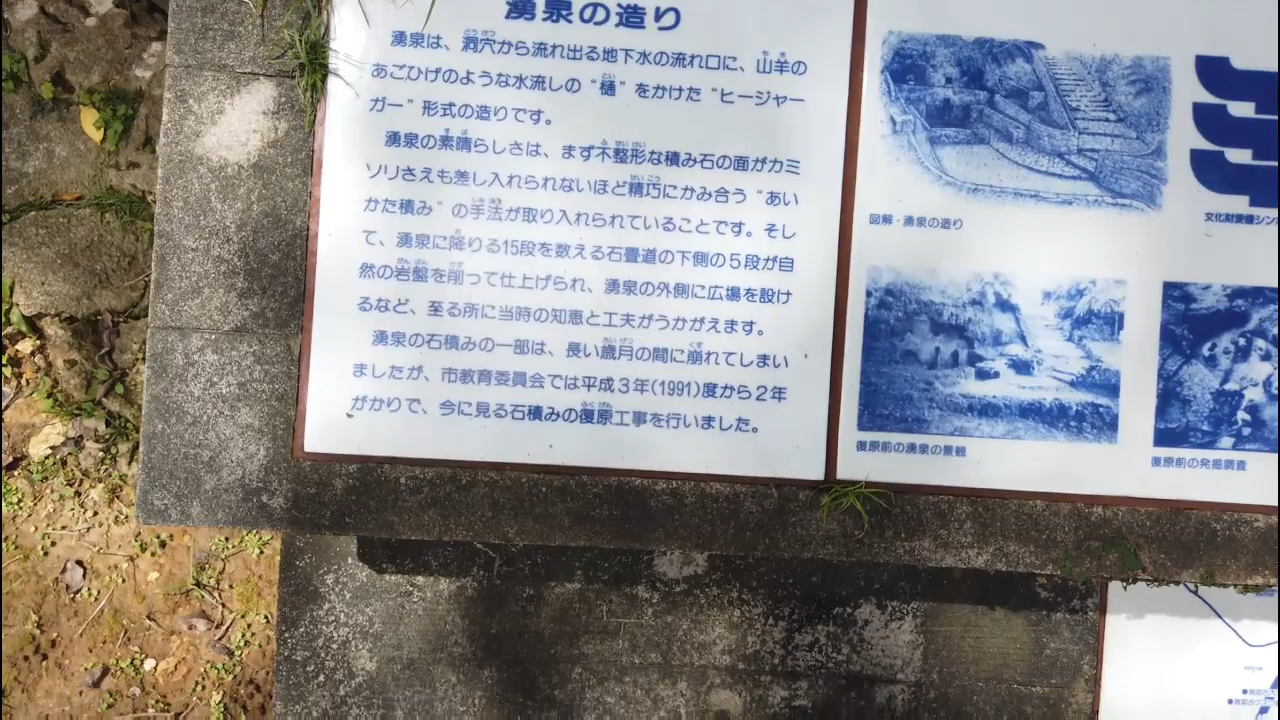 湧泉の造り
湧泉は、洞穴から流れ出る地下水の流れ口に、山羊の
あごひげのような水流しの“樋”をかけた“ヒージャー
ガー”形式の造りです。
湧泉の素晴らしさは、まず不整形な積み石の面がカミ
ソリさえも差し入れられないほど精巧にかみ合う“あい
かた積み”の手法が取り入れられていることです。そし
て、湧泉に降りる15段を数える石畳道の下側の5段が自
然の岩盤を削って仕上げられ、湧泉の外側に広場を設け
るなど、至る所に当時の知恵と工夫がうかがえます。
湧泉の石積みの一部は、長い歳月の間に崩れてしまい
ましたが、市教育委員会では平成3年(1991)度から2年
がかりで、今に見る石積みの復原工事を行いました。
図解・湧泉の造り
文化財愛護シン
復原前の湧泉の景観
復原前の発掘調査